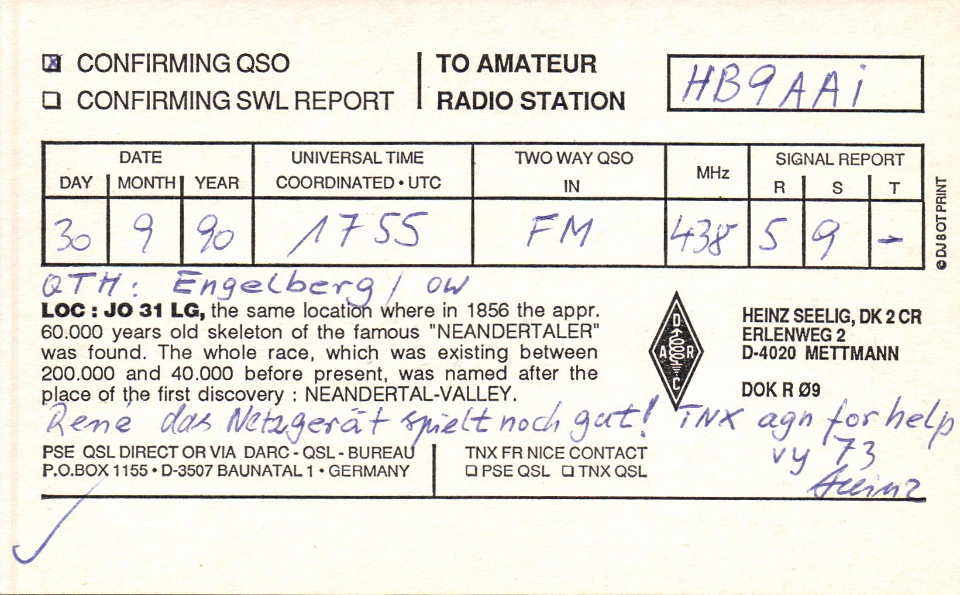 ☒ CONFIRMING QSO
☐ CONFIRMING SWL REPORT
TO AMATEUR
RADIO STATION
HB9AAi
DATE
DAY MONTH YEAR
UNIVERSAL TIME
COORDINATED • UTC
TWO WAY QSO
IN
MHz
SIGNAL REPORT
R S T
30 9 90 1755 FM 438 5 9 -
© DJ8OT PRINT
QTH: Engelberg / OW
LOC : JO 31 LG, the same location where in 1856 the appr.
60.000 years old skeleton of the famous "NEANDERTALER"
was found. The whole race, which was existing between
200.000 and 40.000 before present, was named after the
place of the first discovery : NEANDERTAL-VALLEY.
DARC
HEINZ SEELIG, DK 2 CR
ERLENWEG 2
D-4020 METTMANN
DOK R Ø9
René das Netzgerät spielt noch gut! TNX agn for help
vy 73
Heinz
PSE QSL DIRECT OR VIA DARC - QSL - BUREAU
P.O.BOX 1155 • D-3507 BAUNATAL 1 • GERMANY
TNX FR NICE CONTACT
☐ PSE QSL ☐ TNX QSL